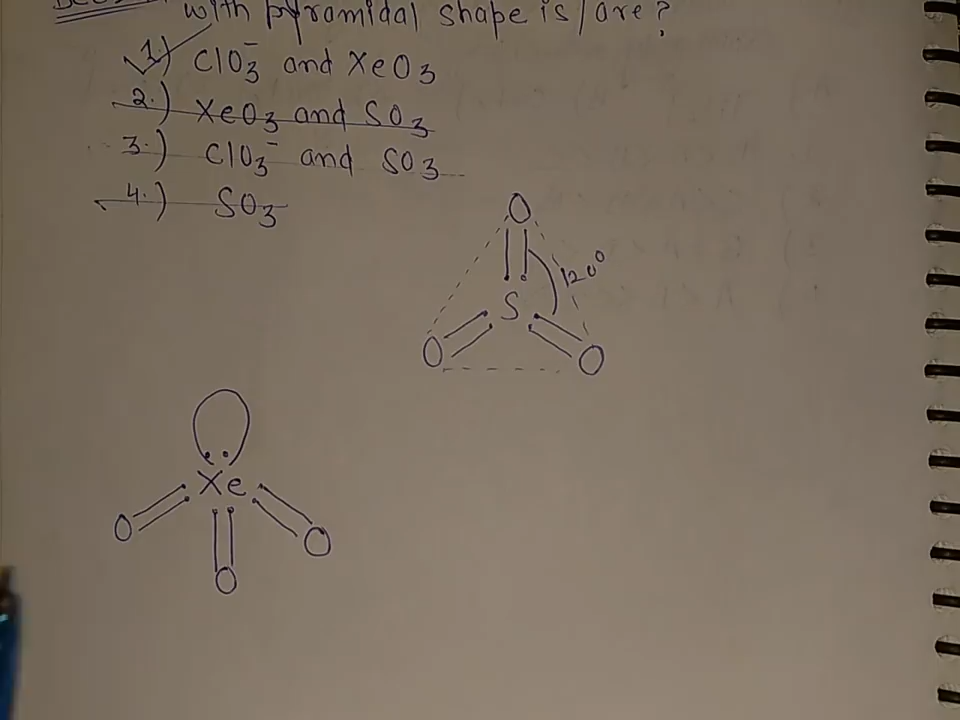 with pyramidal shape is/are?
1.) ClO3⁻ and XeO3
2.) XeO3 and SO3
3.) ClO3⁻ and SO3
4.) SO3
O
120°
S
O O
Xe
O O
O